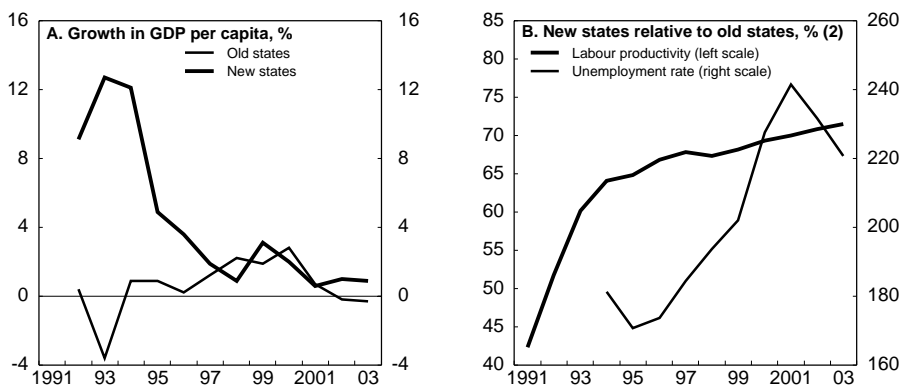 A. Growth in GDP per capita, %
Old states
New states
16 16
12 12
8 8
4 4
0 0
-4 -4
1991 93 95 97 99 2001 03
B. New states relative to old states, % (2)
Labour productivity (left scale)
Unemployment rate (right scale)
85 260
80
75 240
70
65 220
60
55 200
50 180
45
40 160
1991 93 95 97 99 2001 03